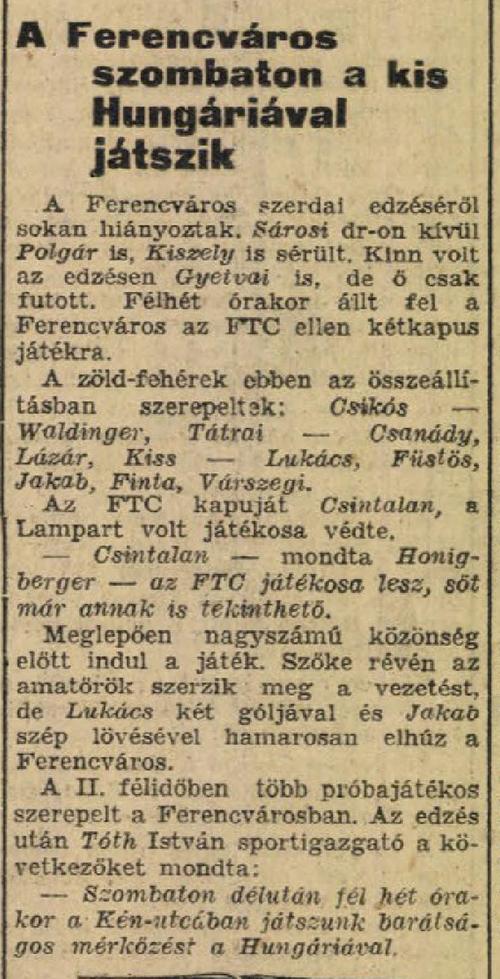 A Ferencváros
szombaton a kis
Hungáriával
játszik
A Ferencváros szerdai edzéséről
sokan hiányoztak. Sárosi dr-on kívül
Polgár is, Kiszely is sérült. Kinn volt
az edzésen Gyetvai is, de ő csak
futott. Félhét órakor állt fel a
Ferencváros az FTC ellen kétkapus
játékra.
A zöld-fehérek ebben az összeállí-
tásban szerepeltek: Csikós —
Waldinger, Tátrai — Csanády,
Lázár, Kiss — Lukács, Füstös,
Jakab, Finta, Várszegi.
Az FTC kapuját Csintalan, a
Lampart volt játékosa védte.
— Csintalan — mondta Honig-
berger — az FTC játékosa lesz, sőt
már annak is tekinthető.
Meglepően nagyszámú közönség
előtt indul a játék. Szőke révén az
amatőrök szerzik meg a vezetést,
de Lukács két góljával és Jakab
szép lövésével hamarosan elhúz a
Ferencváros.
A II. félidőben több próbajátékos
szerepelt a Ferencvárosban. Az edzés
után Tóth István sportigazgató a kö-
vetkezőket mondta:
— Szombaton délután fél hét óra-
kor a Kén-utcában játszunk barátsá-
gos mérkőzést a Hungáriával.